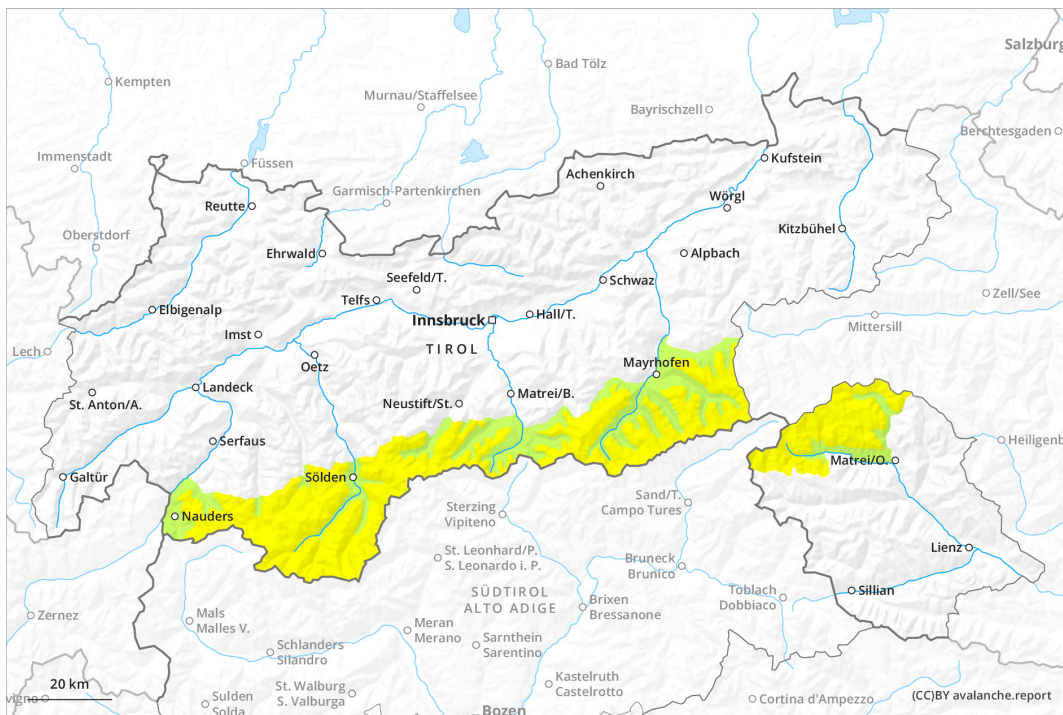 Salzburg
Kempten
Bad Tölz
Murnau/Staffelsee
Bayrischzell
Berchtesgaden
Immenstadt
Füssen
Kufstein
Garmisch-Partenkirchen
Achenkirch
Reutte
Wörgl
Oberstdorf
Kitzbühel
Ehrwald
Alpbach
Seefeld/T.
Schwaz
Telfs
Zell/See
Elbigenalp
Innsbruck
Hall/T.
Mittersill
Imst
TIROL
Lech
Oetz
Mayrhofen
Landeck
St. Anton/A.
Neustift/St.
Matrei/B.
Serfaus
Heiligenb
Matrei/O.
Galtür
Sölden
Sand/T.
Campo Tures
Nauders
Sterzing
Vipiteno
Lienz
St. Leonhard/P.
S. Leonardo i. P.
Bruneck
Brunico
Sillian
SÜDTIROL
ALTO ADIGE
Toblach
Dobbiaco
Brixen
Bressanone
Zernez
Mals
Malles V.
Meran
Merano
Sarnthein
Sarentino
Schlanders
Silandro
20 km
St. Walburg
S. Valburga
Kastelruth
Castelrotto
vigno
Sulden
Solda
Cortina d'Ampezzo
(CC)BY avalanche.report
Bozen